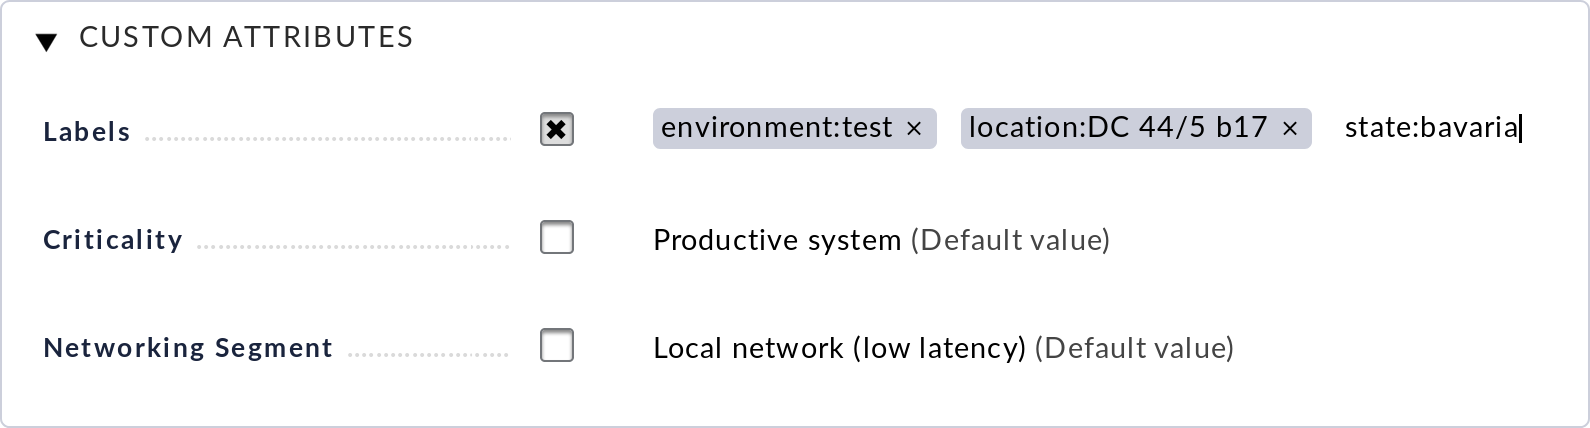 CUSTOM ATTRIBUTES
Labels environment:test × location:DC 44/5 b17 × state:bavaria
Criticality Productive system (Default value)
Networking Segment Local network (low latency) (Default value)